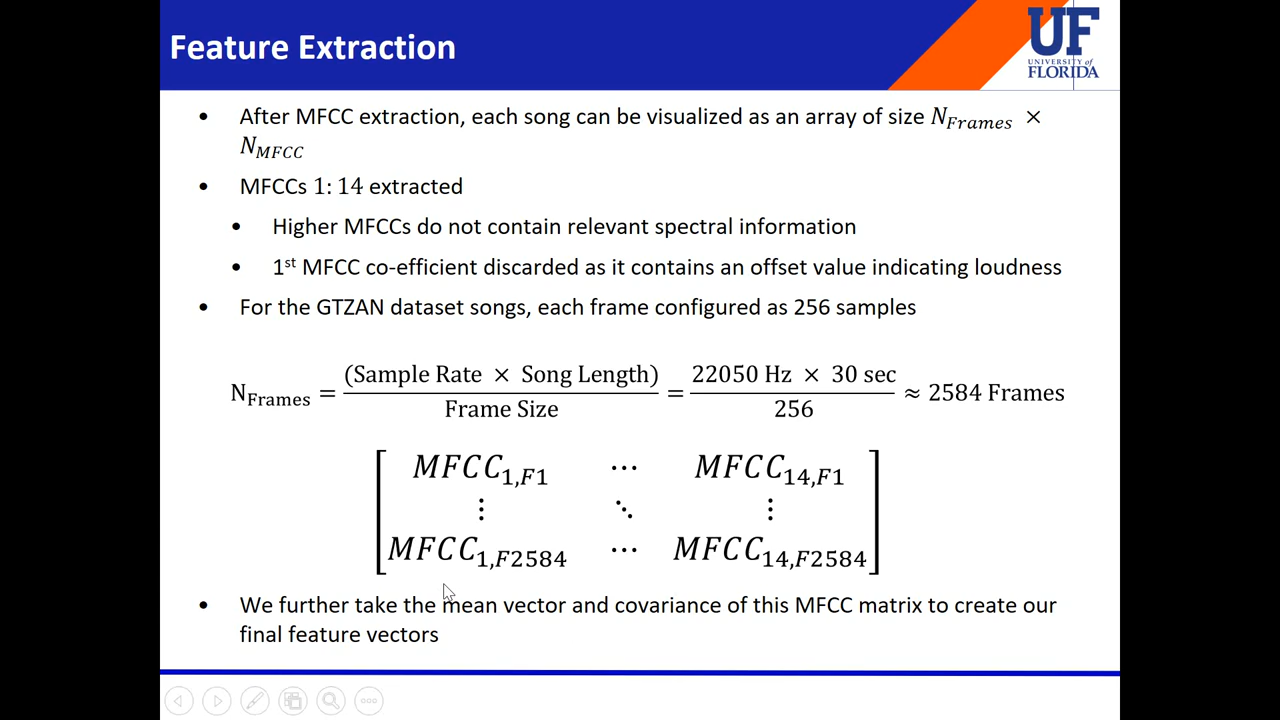 Feature Extraction
UF
UNIVERSITY of
FLORIDA
• After MFCC extraction, each song can be visualized as an array of size N_Frames ×
N_MFCC
• MFCCs 1: 14 extracted
• Higher MFCCs do not contain relevant spectral information
• 1st MFCC co-efficient discarded as it contains an offset value indicating loudness
• For the GTZAN dataset songs, each frame configured as 256 samples
N_Frames = (Sample Rate × Song Length) / Frame Size = 22050 Hz × 30 sec / 256 ≈ 2584 Frames
MFCC_1,F1 ⋯ MFCC_14,F1
⋮ ⋱ ⋮
MFCC_1,F2584 ⋯ MFCC_14,F2584
• We further take the mean vector and covariance of this MFCC matrix to create our
final feature vectors